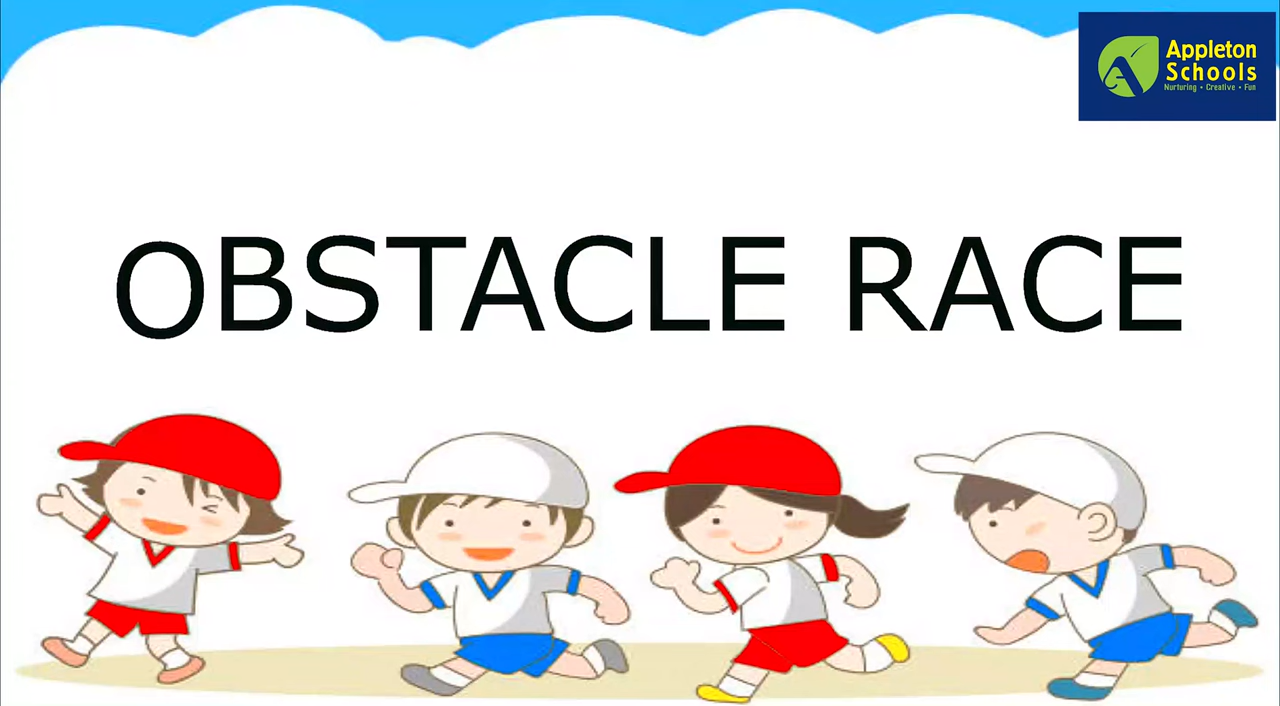 Appleton
Schools
Nurturing • Creative • Fun
OBSTACLE RACE